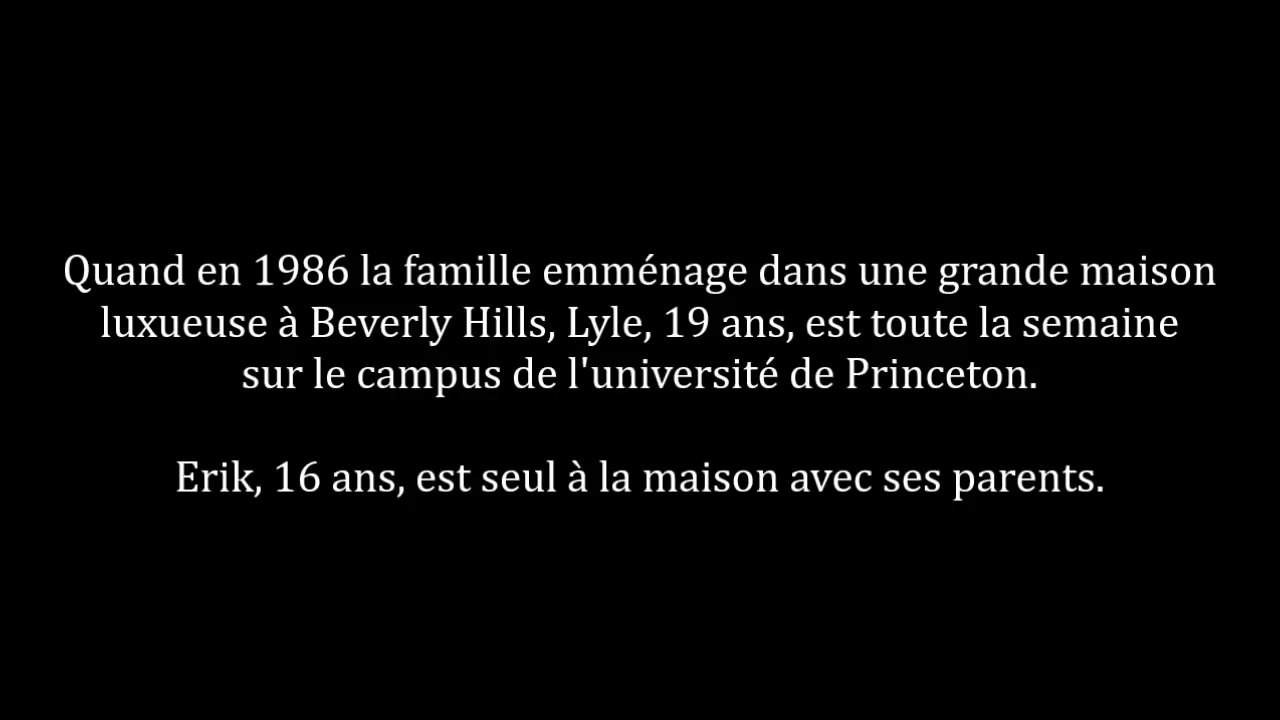 Quand en 1986 la famille emménage dans une grande maison
luxueuse à Beverly Hills, Lyle, 19 ans, est toute la semaine
sur le campus de l'université de Princeton.
Erik, 16 ans, est seul à la maison avec ses parents.